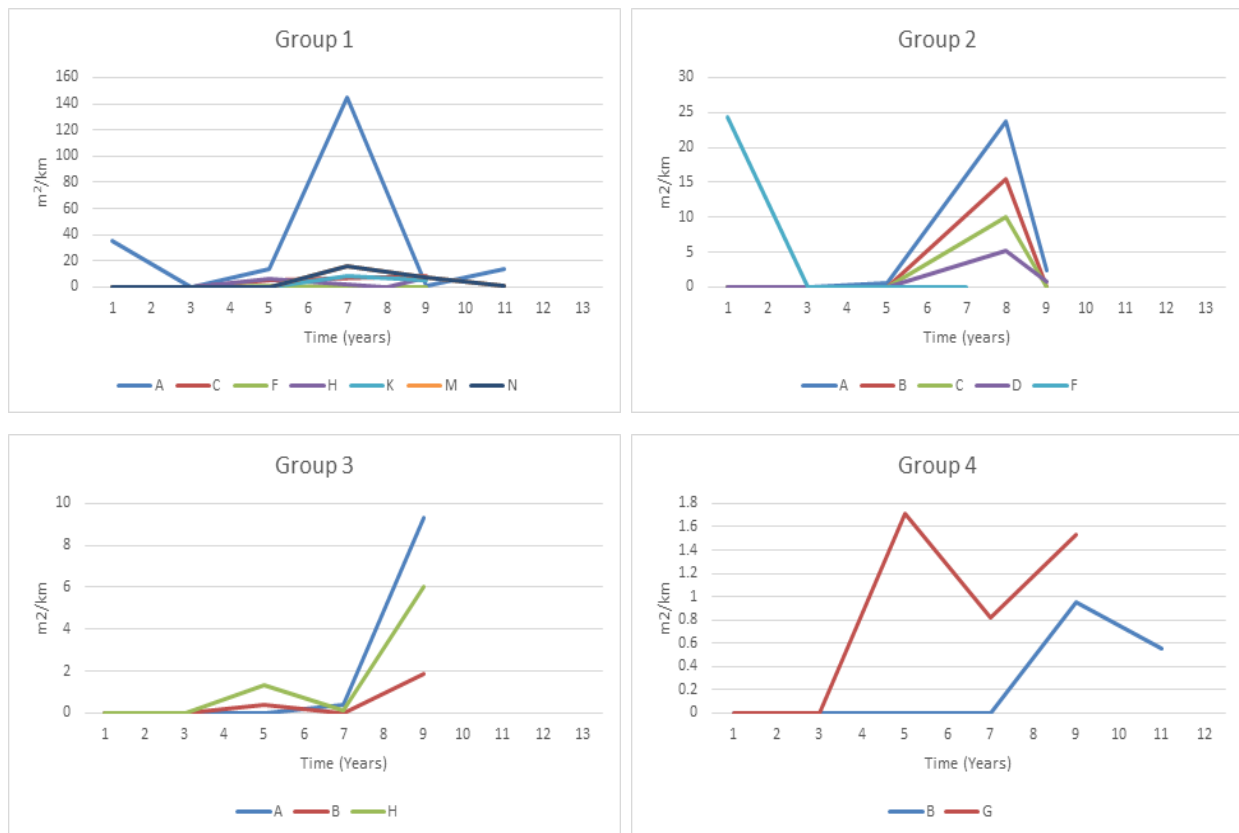 Group 1
m²/km
160
140
120
100
80
60
40
20
0
1 2 3 4 5 6 7 8 9 10 11 12 13
Time (years)
A C F H K M N
Group 2
m2/km
30
25
20
15
10
5
0
1 2 3 4 5 6 7 8 9 10 11 12 13
Time (years)
A B C D F
Group 3
m2/km
10
8
6
4
2
0
1 2 3 4 5 6 7 8 9 10 11 12 13
Time (Years)
A B H
Group 4
m2/km
1.8
1.6
1.4
1.2
1
0.8
0.6
0.4
0.2
0
1 2 3 4 5 6 7 8 9 10 11 12
Time (Years)
B G